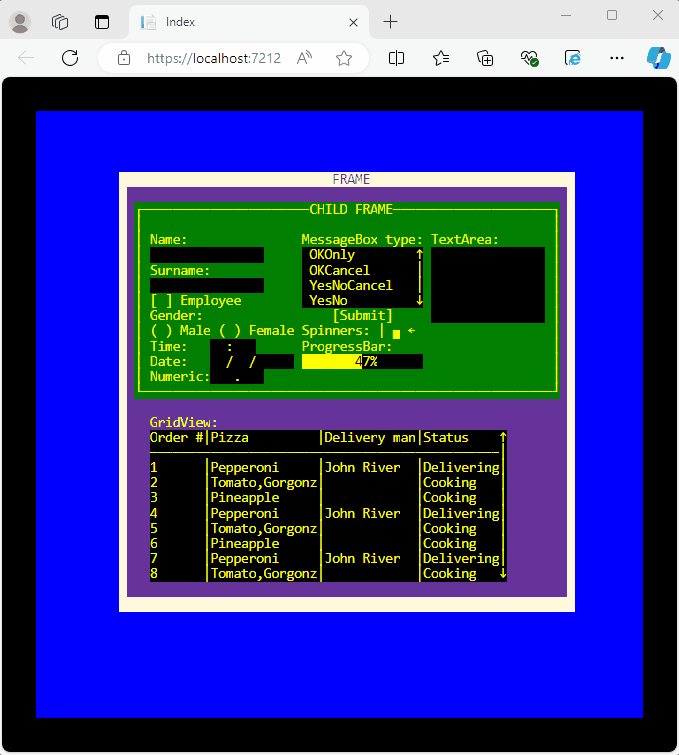 Index
https://localhost:7212
FRAME
CHILD FRAME
Name: MessageBox type: TextArea:
OKOnly ↑
Surname: OKCancel
YesNoCancel
[ ] Employee YesNo ↓
Gender: [Submit]
( ) Male ( ) Female Spinners: | ▄ ←
Time: : ProgressBar:
Date: / / 47%
Numeric: .
GridView:
Order #|Pizza |Delivery man|Status ↑
1 |Pepperoni |John River |Delivering|
2 |Tomato,Gorgonz| |Cooking |
3 |Pineapple | |Cooking |
4 |Pepperoni |John River |Delivering|
5 |Tomato,Gorgonz| |Cooking |
6 |Pineapple | |Cooking |
7 |Pepperoni |John River |Delivering|
8 |Tomato,Gorgonz| |Cooking ↓